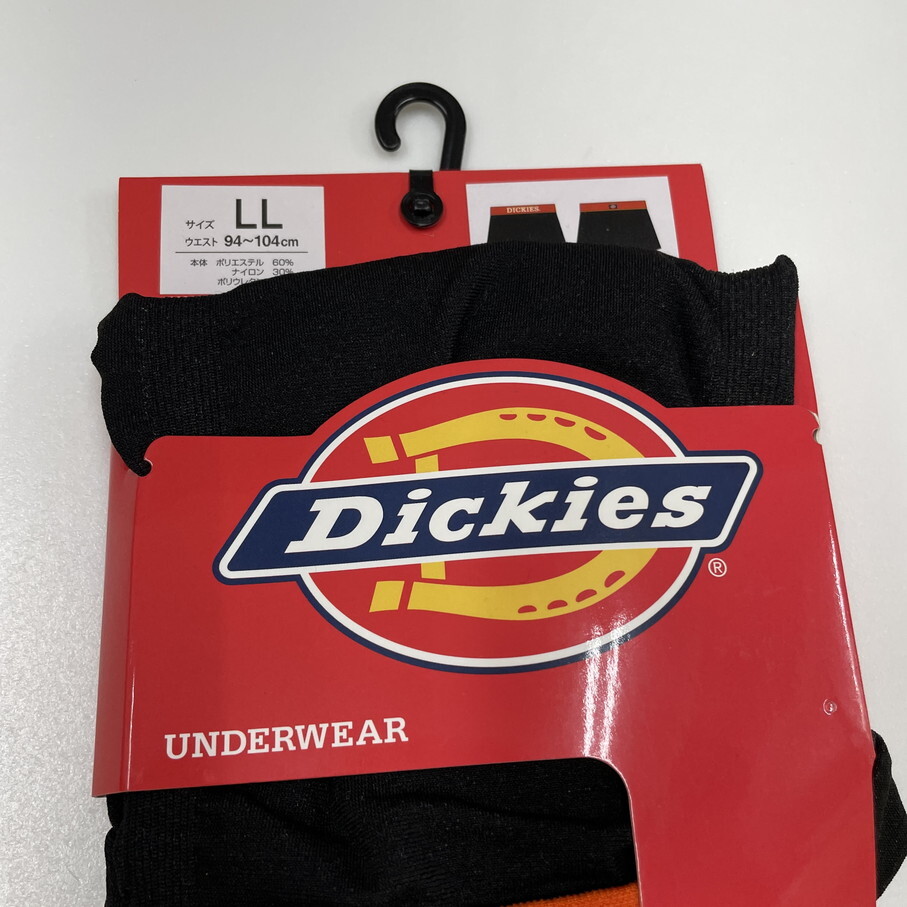 サイズ LL
ウエスト 94～104cm
本体 ポリエステル 60%
ナイロン 30%
DICKIES
Dickies
®
UNDERWEAR